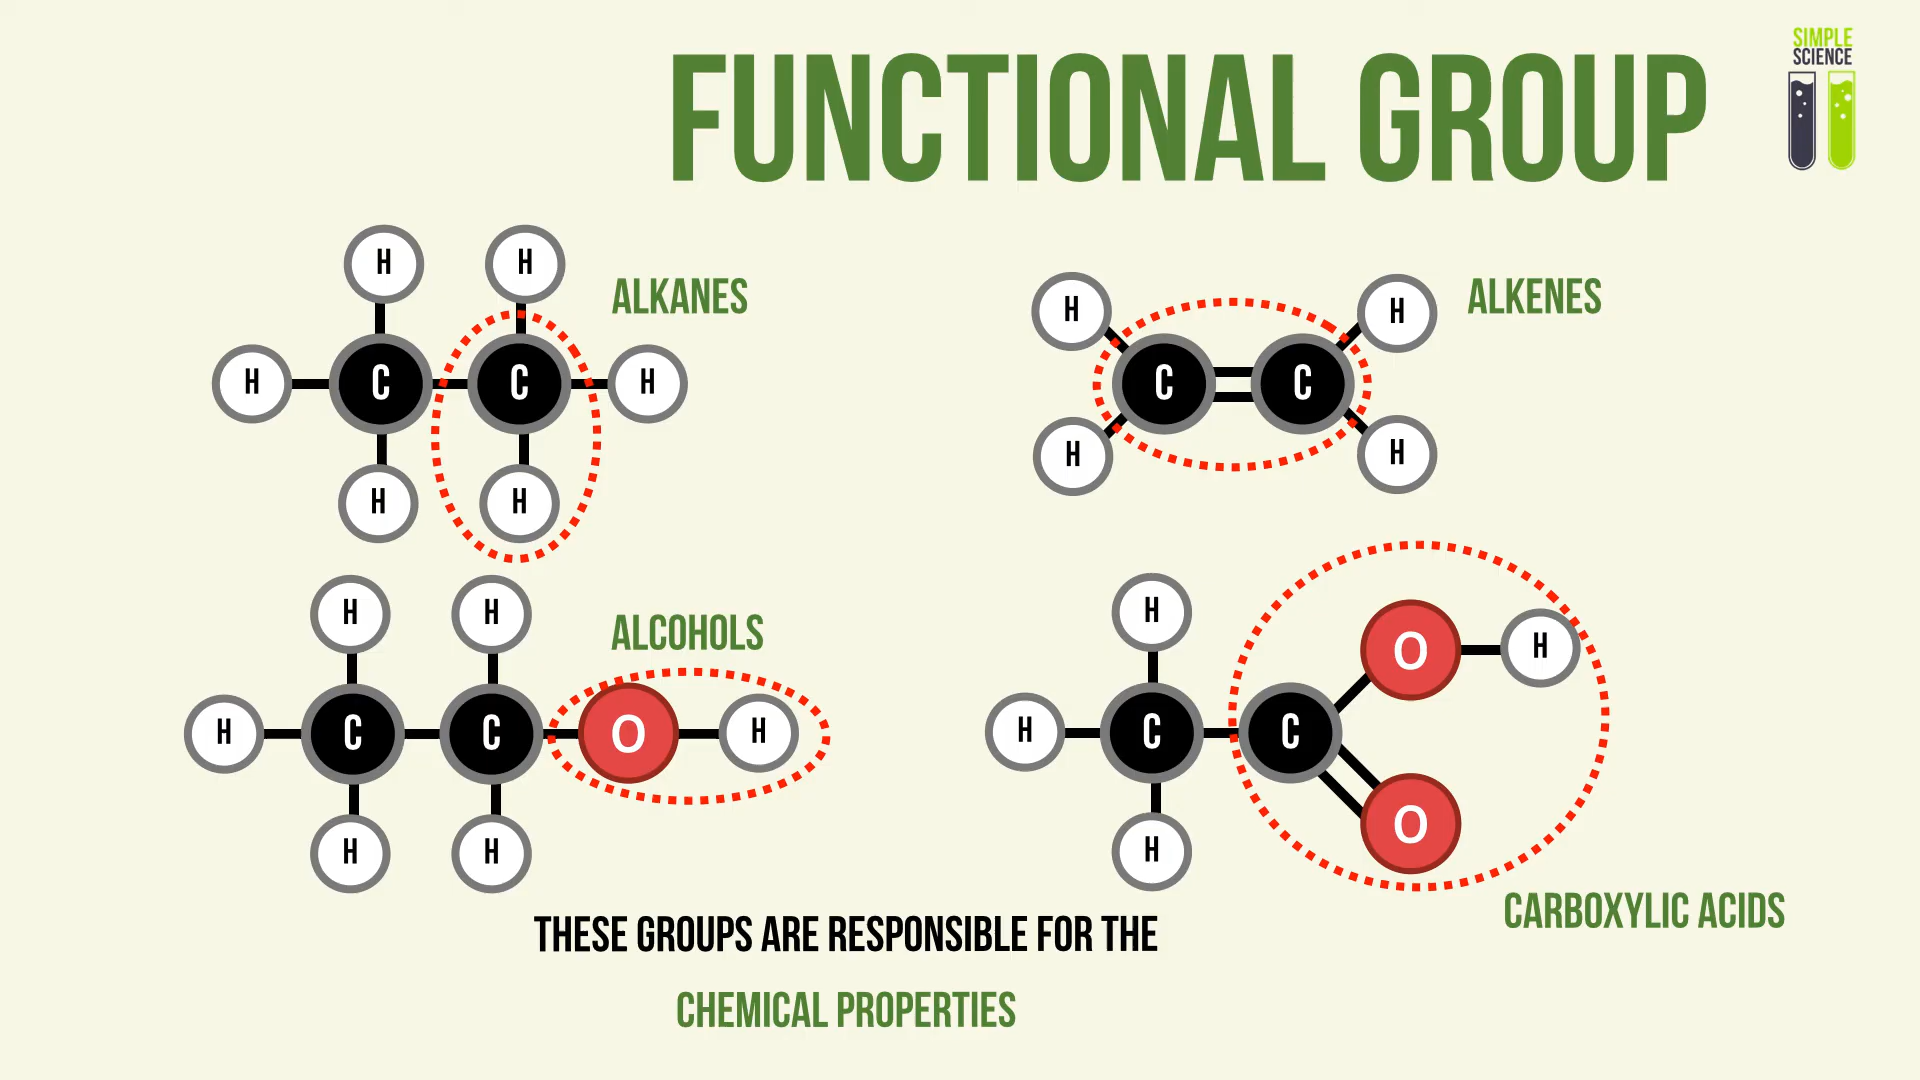 FUNCTIONAL GROUP
SIMPLE
SCIENCE
H H
ALKANES
H C C H
H H
H H
ALKENES
C C
H H
H H
ALCOHOLS
H C C O H
H H
H O H
H C C
H O
CARBOXYLIC ACIDS
THESE GROUPS ARE RESPONSIBLE FOR THE
CHEMICAL PROPERTIES